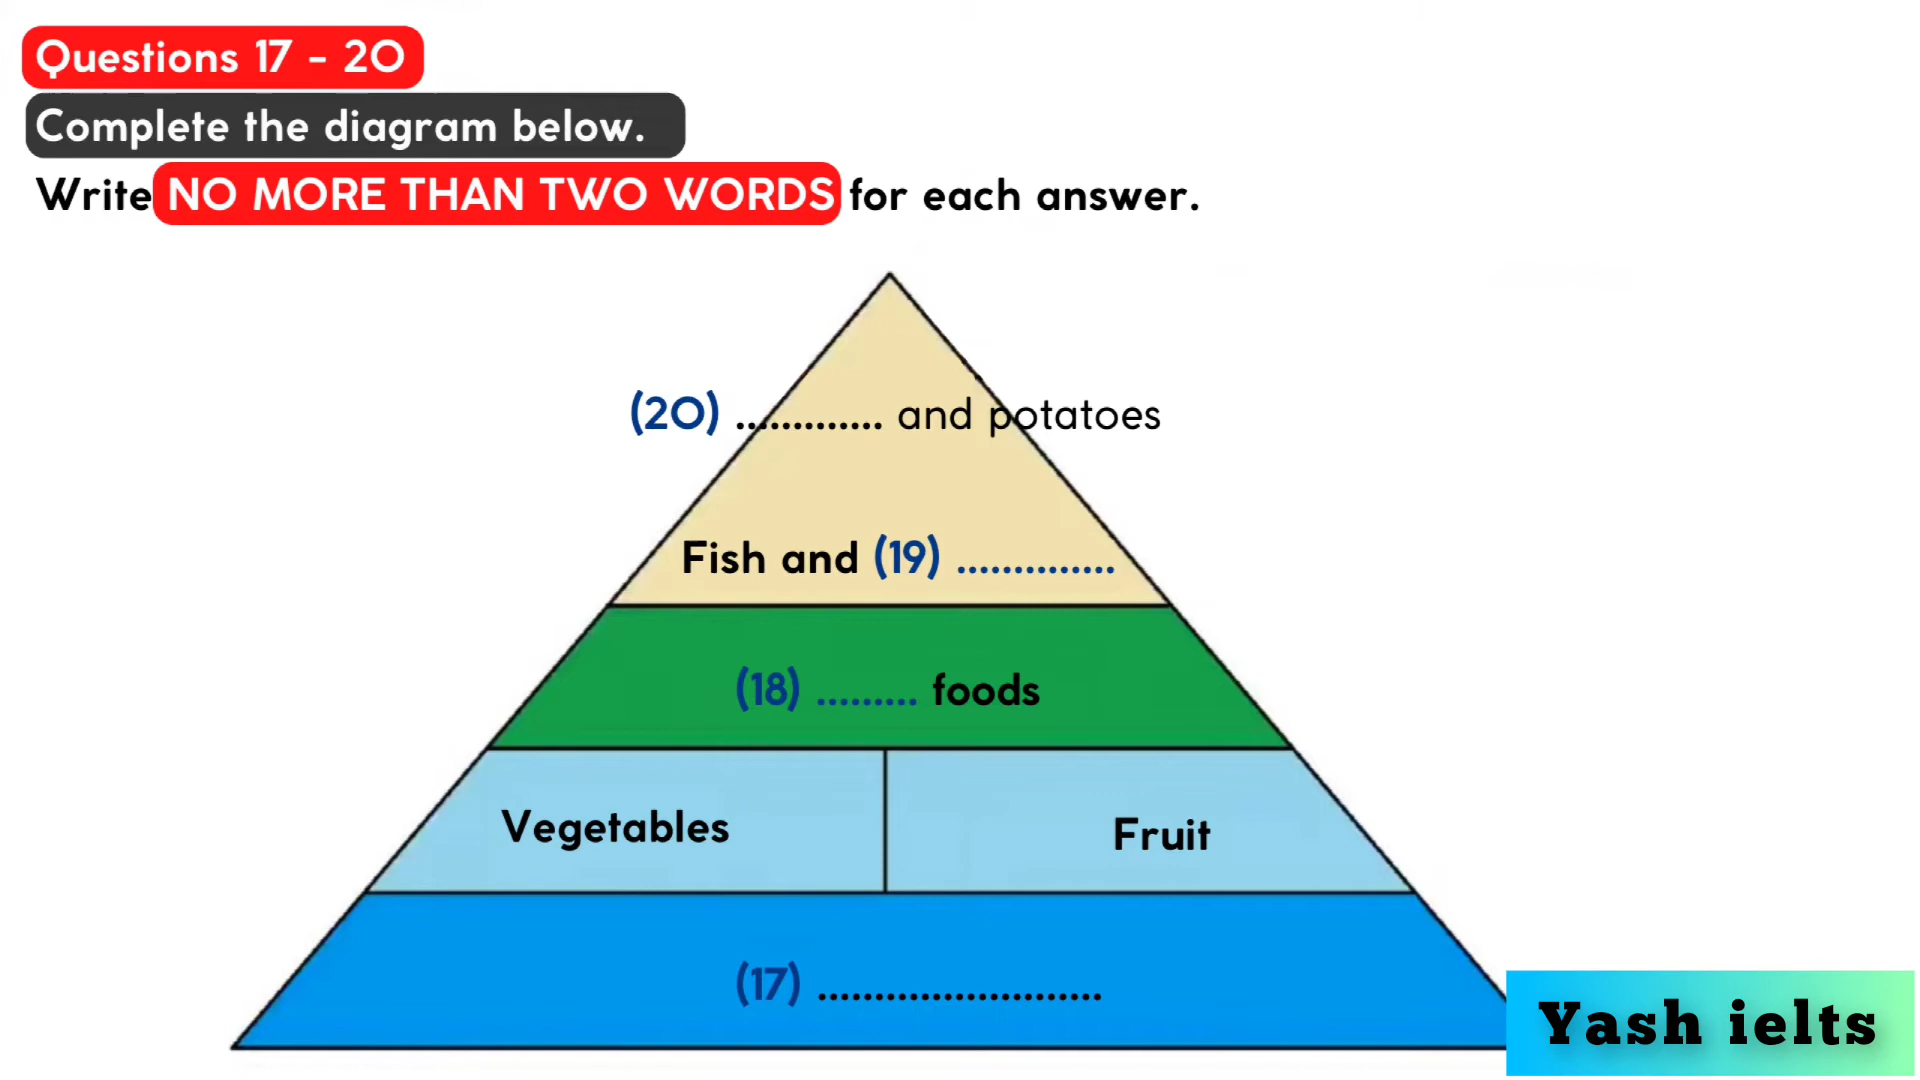 Questions 17 - 20
Complete the diagram below.
Write NO MORE THAN TWO WORDS for each answer.
(20) ............. and potatoes
Fish and (19) ..............
(18) ......... foods
Vegetables
Fruit
(17) .........................
Yash ielts